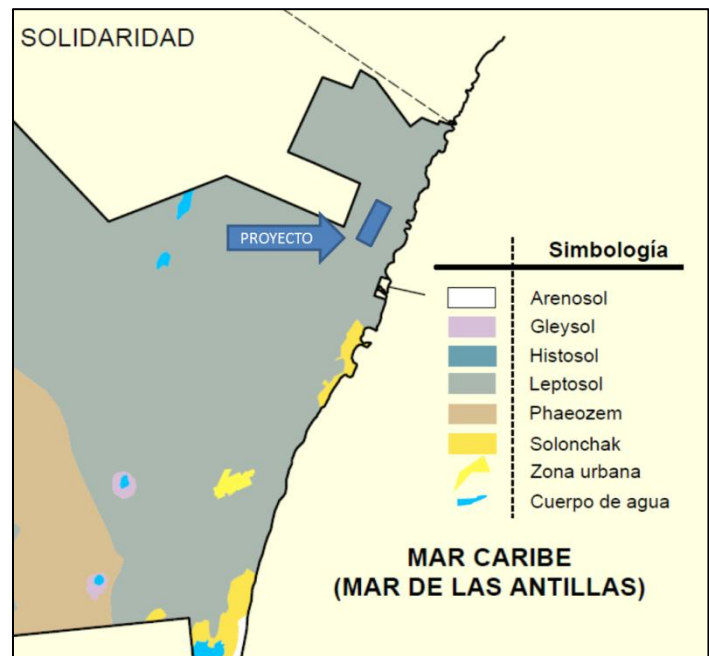 SOLIDARIDAD
PROYECTO
Simbología
Arenosol
Gleysol
Histosol
Leptosol
Phaeozem
Solonchak
Zona urbana
Cuerpo de agua
MAR CARIBE
(MAR DE LAS ANTILLAS)